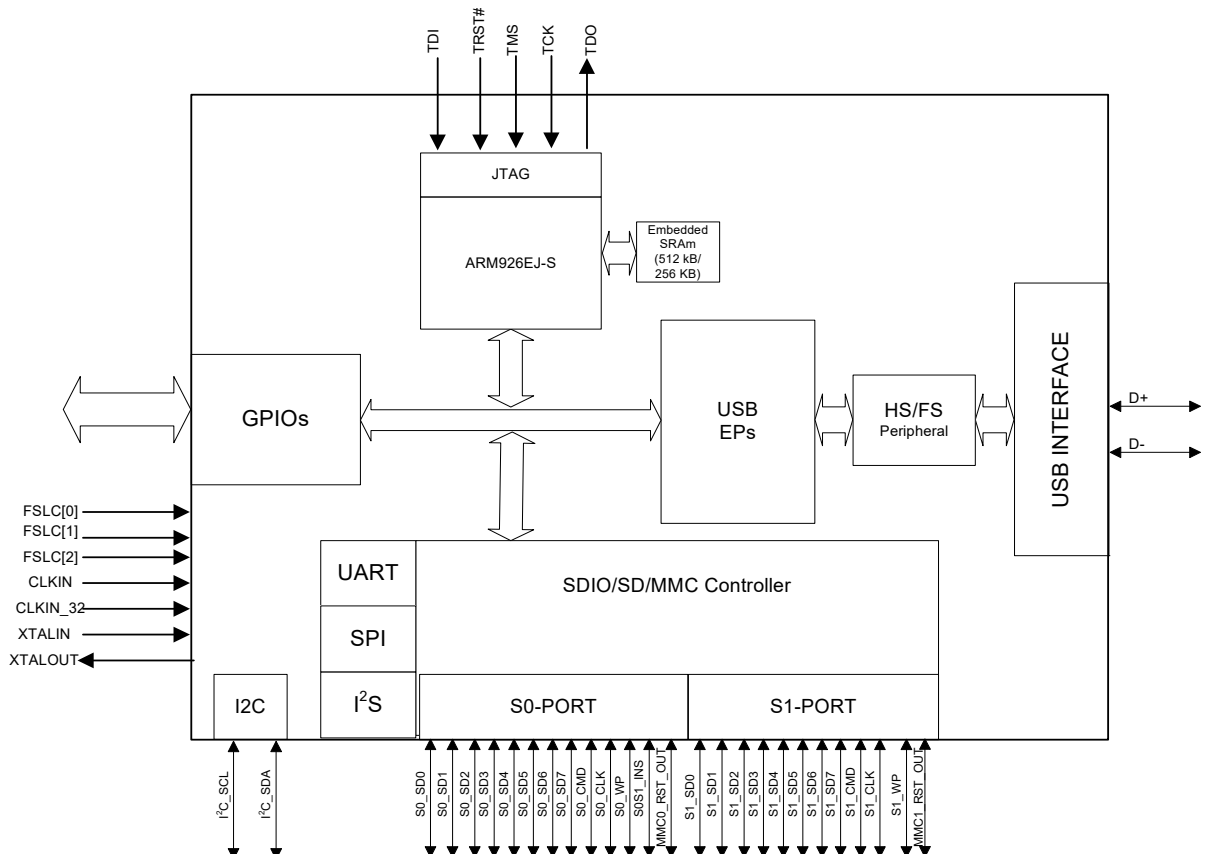 TDI
TRST#
TMS
TCK
TDO
JTAG
ARM926EJ-S
Embedded
SRAm
(512 kB/
256 KB)
GPIOs
USB
EPs
HS/FS
Peripheral
USB INTERFACE
D+
D-
FSLC[0]
FSLC[1]
FSLC[2]
CLKIN
CLKIN_32
XTALIN
XTALOUT
UART
SPI
I²S
SDIO/SD/MMC Controller
I2C
S0-PORT
S1-PORT
I²C_SCL
I²C_SDA
S0_SD0
S0_SD1
S0_SD2
S0_SD3
S0_SD4
S0_SD5
S0_SD6
S0_SD7
S0_CMD
S0_CLK
S0_WP
S0S1_INS
MMC0_RST_OUT
S1_SD0
S1_SD1
S1_SD2
S1_SD3
S1_SD4
S1_SD5
S1_SD6
S1_SD7
S1_CMD
S1_CLK
S1_WP
MMC1_RST_OUT